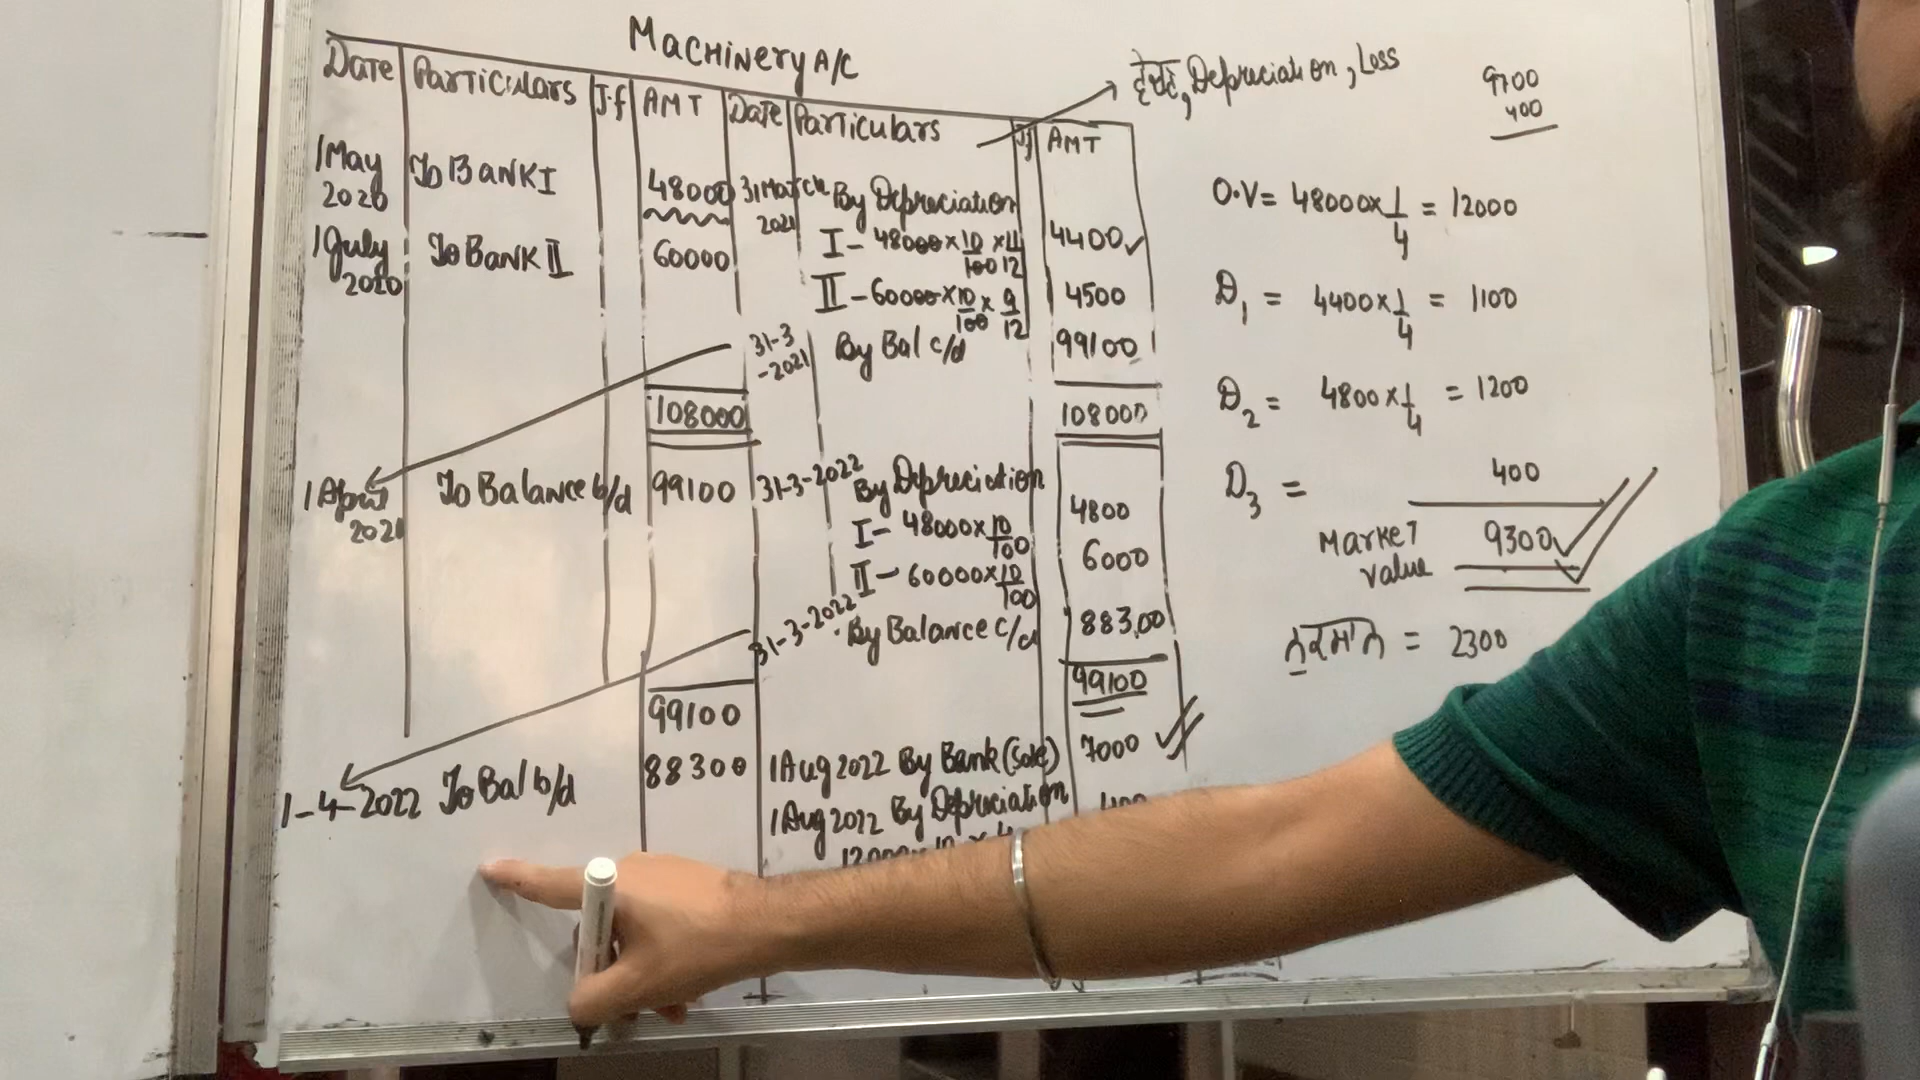 Machinery A/C
Date Particulars J.f AMT Date Particulars Jf AMT
1 May 2020 To Bank I 48000 31 March 2021 By Depreciation
I - 48000 × 10/100 × 11/12 4400 ✓
1 July 2020 To Bank II 60000
II - 60000 × 10/100 × 9/12 4500
31-3-2021 By Bal c/d 99100
108000 108000
1 April 2021 To Balance b/d 99100 31-3-2022 By Depreciation
I - 48000 × 10/100 4800
II - 60000 × 10/100 6000
31-3-2022 By Balance c/d 88300
99100 99100
1-4-2022 To Bal b/d 88300 1 Aug 2022 By Bank (Sale) 7000
1 Aug 2022 By Depreciation 400
, Depreciation, Loss
9700
400
O.V = 48000 × 1/4 = 12000
D1 = 4400 × 1/4 = 1100
D2 = 4800 × 1/4 = 1200
D3 = 400
Market value 9300
ਨੁਕਸਾਨ = 2300